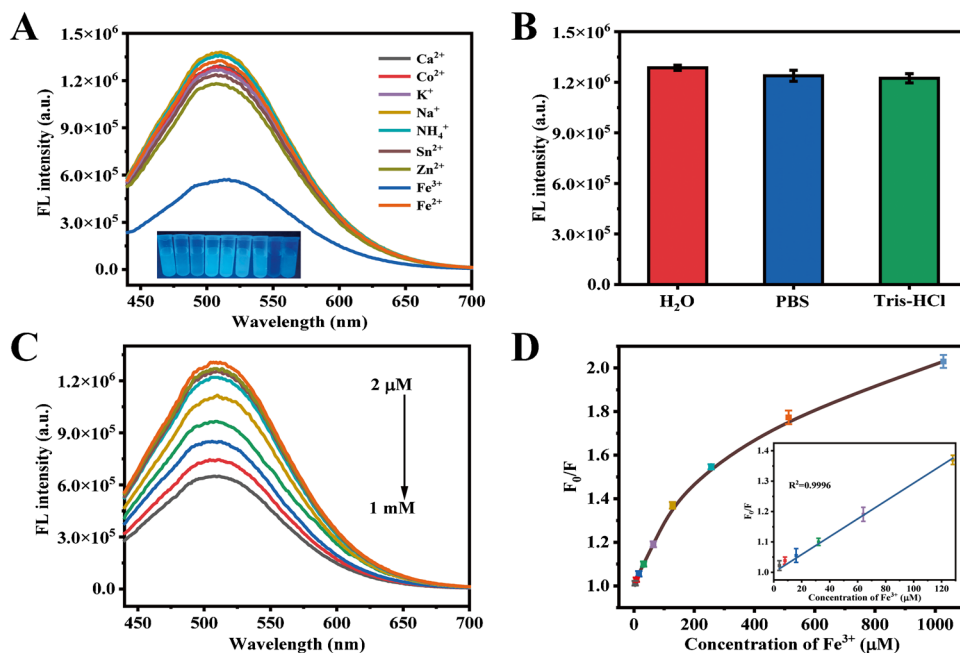 A
FL intensity (a.u.)
1.5×10⁶
1.2×10⁶
9.0×10⁵
6.0×10⁵
3.0×10⁵
0.0
450 500 550 600 650 700
Wavelength (nm)
Ca²⁺
Co²⁺
K⁺
Na⁺
NH₄⁺
Sn²⁺
Zn²⁺
Fe³⁺
Fe²⁺
B
FL intensity (a.u.)
1.5×10⁶
1.2×10⁶
9.0×10⁵
6.0×10⁵
3.0×10⁵
0.0
H₂O PBS Tris-HCl
C
FL intensity (a.u.)
1.2×10⁶
9.0×10⁵
6.0×10⁵
3.0×10⁵
0.0
450 500 550 600 650 700
Wavelength (nm)
2 μM
1 mM
D
F₀/F
2.0
1.8
1.6
1.4
1.2
1.0
0 200 400 600 800 1000
Concentration of Fe³⁺ (μM)
R²=0.9996
F₀/F
1.4
1.3
1.2
1.1
1.0
0 20 40 60 80 100 120
Concentration of Fe³⁺ (μM)